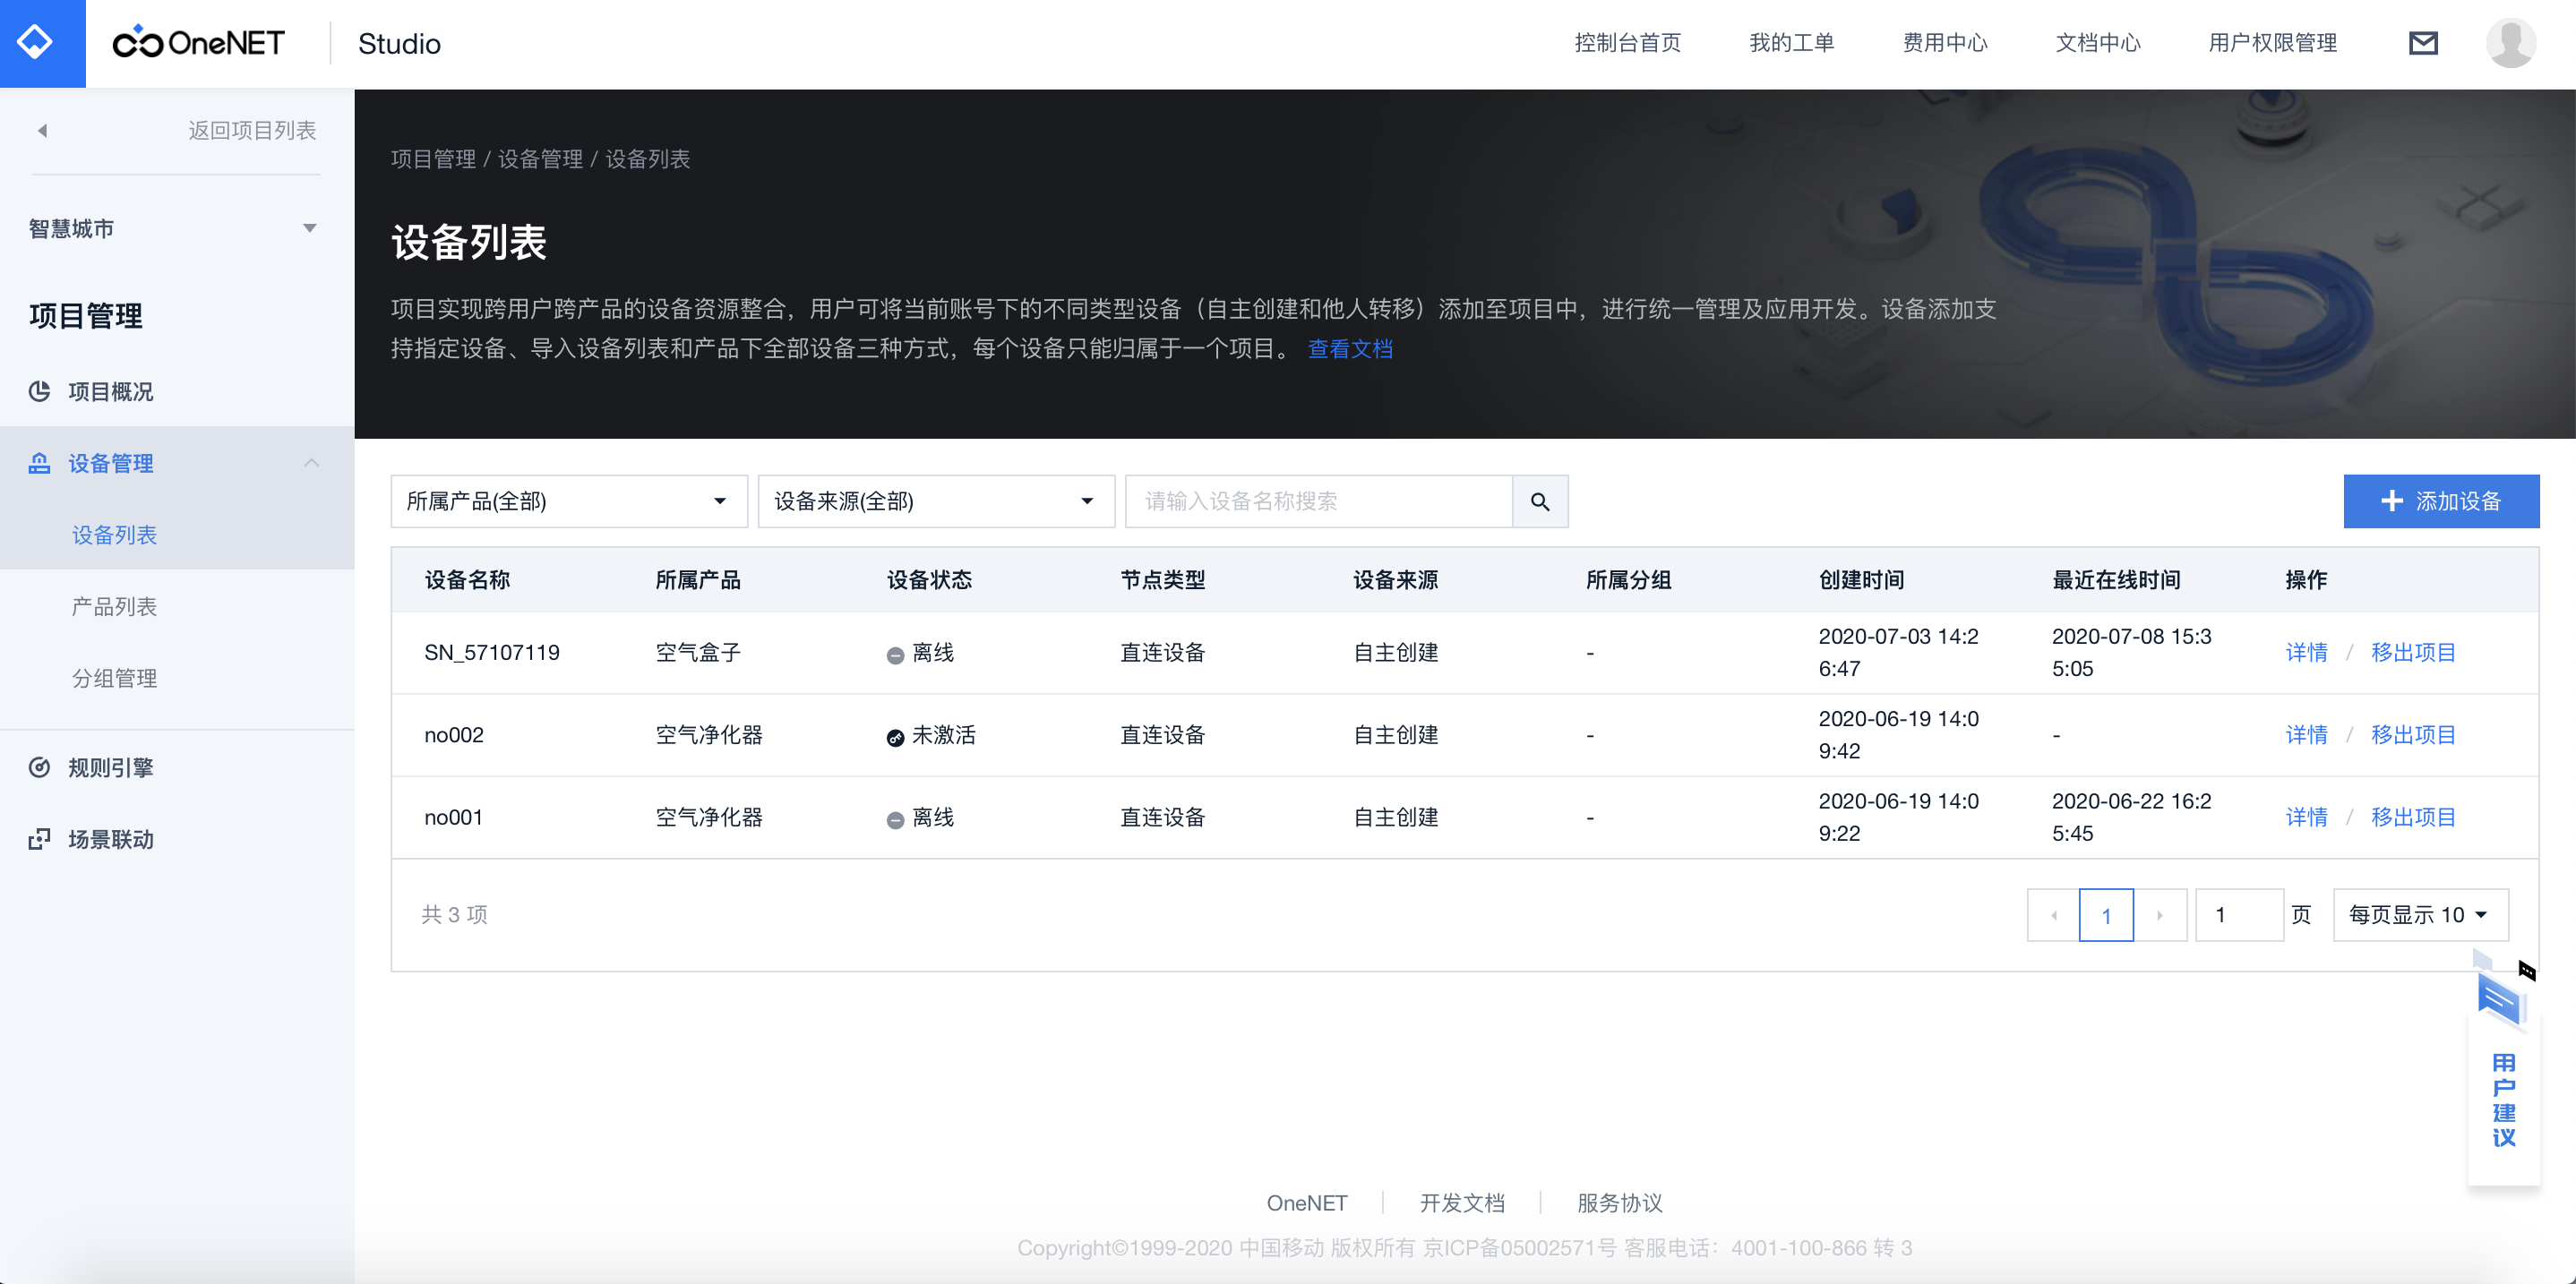 OneNET
Studio
控制台首页
我的工单
费用中心
文档中心
用户权限管理
返回项目列表
智慧城市
项目管理
项目概况
设备管理
设备列表
产品列表
分组管理
规则引擎
场景联动
项目管理 / 设备管理 / 设备列表
设备列表
项目实现跨用户跨产品的设备资源整合，用户可将当前账号下的不同类型设备（自主创建和他人转移）添加至项目中，进行统一管理及应用开发。设备添加支
持指定设备、导入设备列表和产品下全部设备三种方式，每个设备只能归属于一个项目。 查看文档
所属产品(全部)
设备来源(全部)
请输入设备名称搜索
添加设备
设备名称 所属产品 设备状态 节点类型 设备来源 所属分组 创建时间 最近在线时间 操作
SN_57107119 空气盒子 离线 直连设备 自主创建 - 2020-07-03 14:2 2020-07-08 15:3 详情 / 移出项目
6:47 5:05
no002 空气净化器 未激活 直连设备 自主创建 - 2020-06-19 14:0 - 详情 / 移出项目
9:42
no001 空气净化器 离线 直连设备 自主创建 - 2020-06-19 14:0 2020-06-22 16:2 详情 / 移出项目
9:22 5:45
共 3 项
1
1 页
每页显示 10
用
户
建
议
OneNET
开发文档
服务协议
Copyright©1999-2020 中国移动 版权所有 京ICP备05002571号 客服电话：4001-100-866 转 3